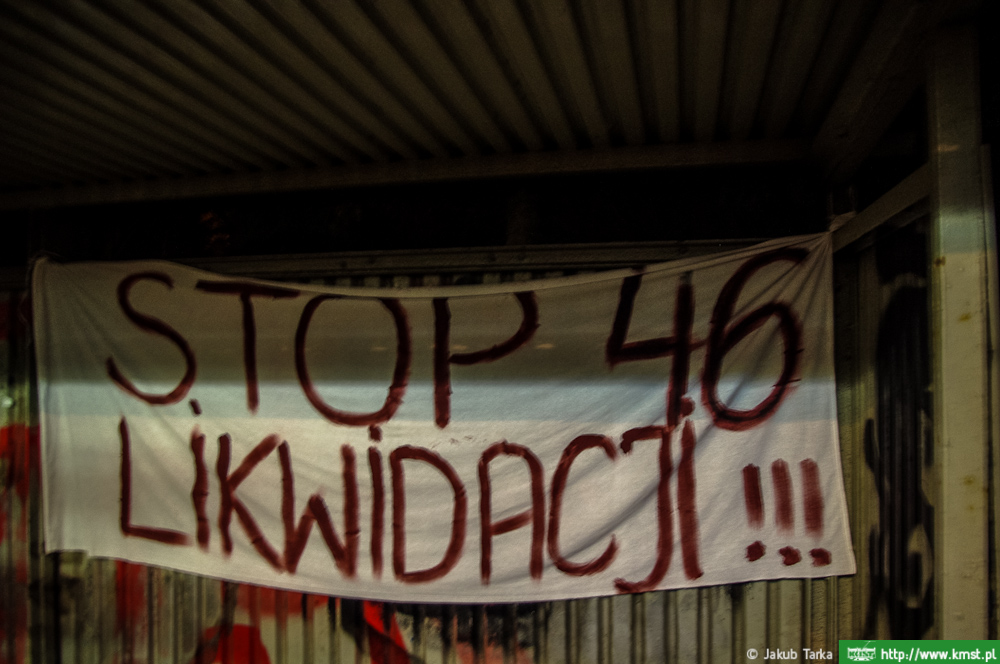 STOP 46
LiKWiDACJi !!!
© Jakub Tarka http://www.kmst.pl